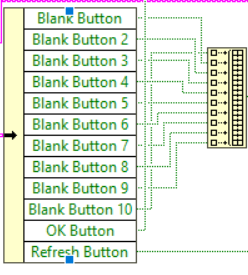 Blank Button
Blank Button 2
Blank Button 3
Blank Button 4
Blank Button 5
Blank Button 6
Blank Button 7
Blank Button 8
Blank Button 9
Blank Button 10
OK Button
Refresh Button